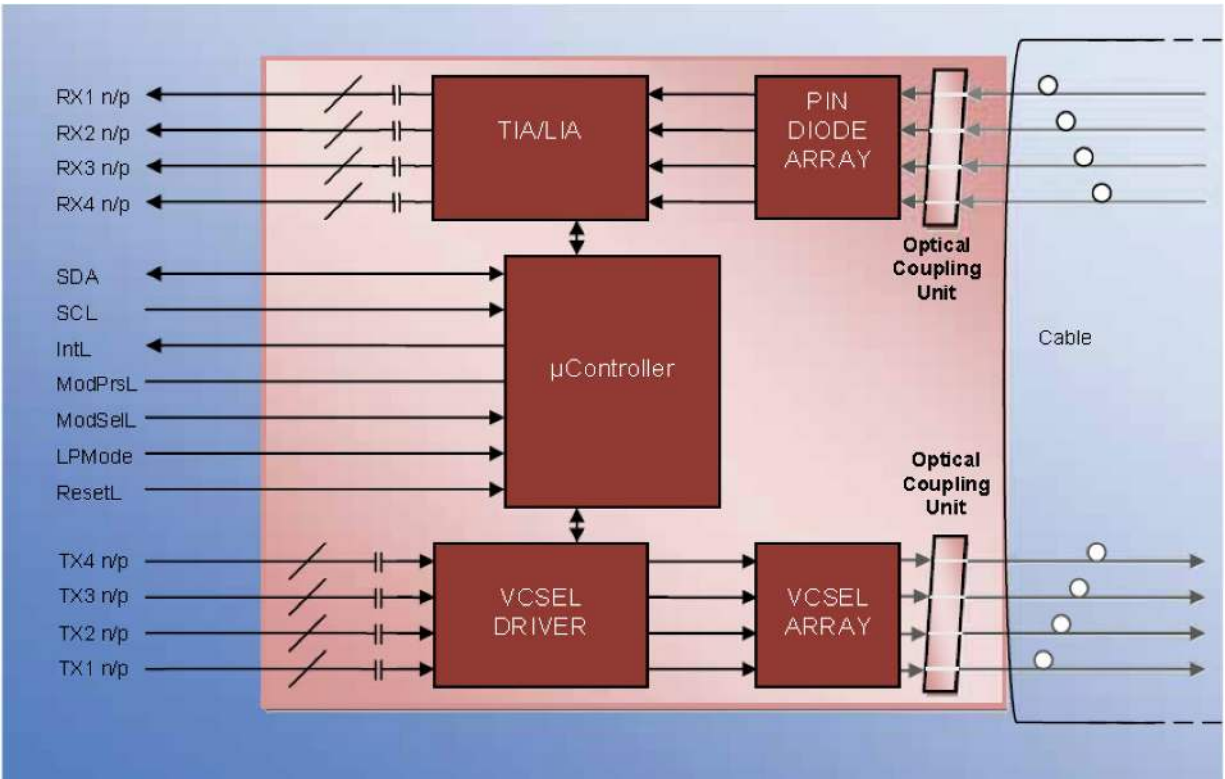 RX1 n/p
RX2 n/p
RX3 n/p
RX4 n/p
TIA/LIA
PIN
DIODE
ARRAY
Optical
Coupling
Unit
SDA
SCL
IntL
ModPrsL
ModSelL
LPMode
ResetL
µController
Cable
Optical
Coupling
Unit
TX4 n/p
TX3 n/p
TX2 n/p
TX1 n/p
VCSEL
DRIVER
VCSEL
ARRAY